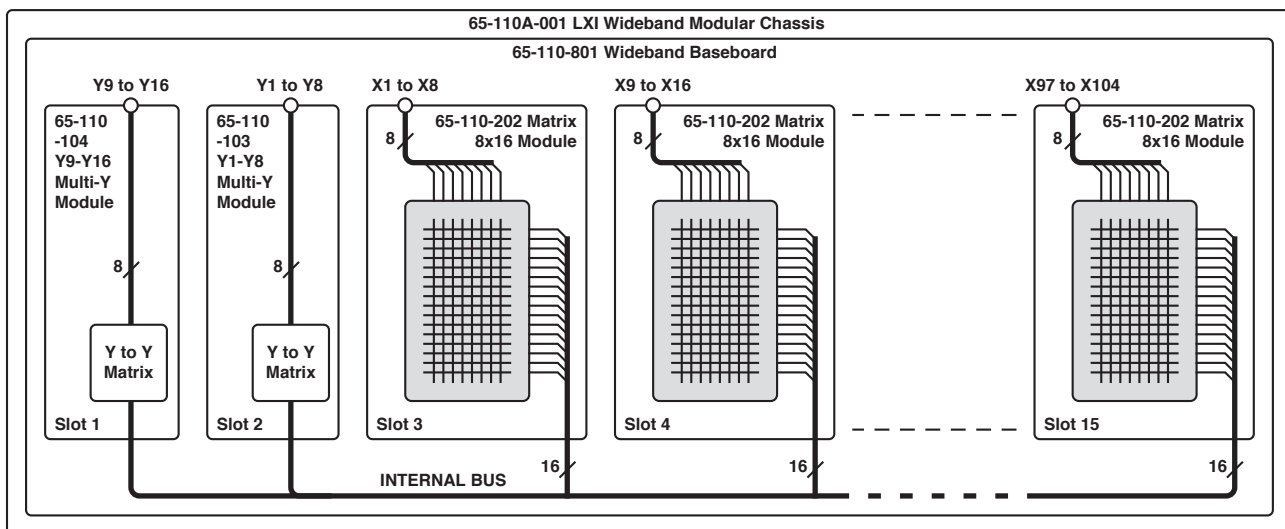 65-110A-001 LXI Wideband Modular Chassis
65-110-801 Wideband Baseboard
Y9 to Y16
Y1 to Y8
X1 to X8
X9 to X16
X97 to X104
65-110
-104
Y9-Y16
Multi-Y
Module
8
Y to Y
Matrix
Slot 1
65-110
-103
Y1-Y8
Multi-Y
Module
8
Y to Y
Matrix
Slot 2
65-110-202 Matrix
8x16 Module
8
Slot 3
16
65-110-202 Matrix
8x16 Module
8
Slot 4
16
65-110-202 Matrix
8x16 Module
8
Slot 15
16
INTERNAL BUS